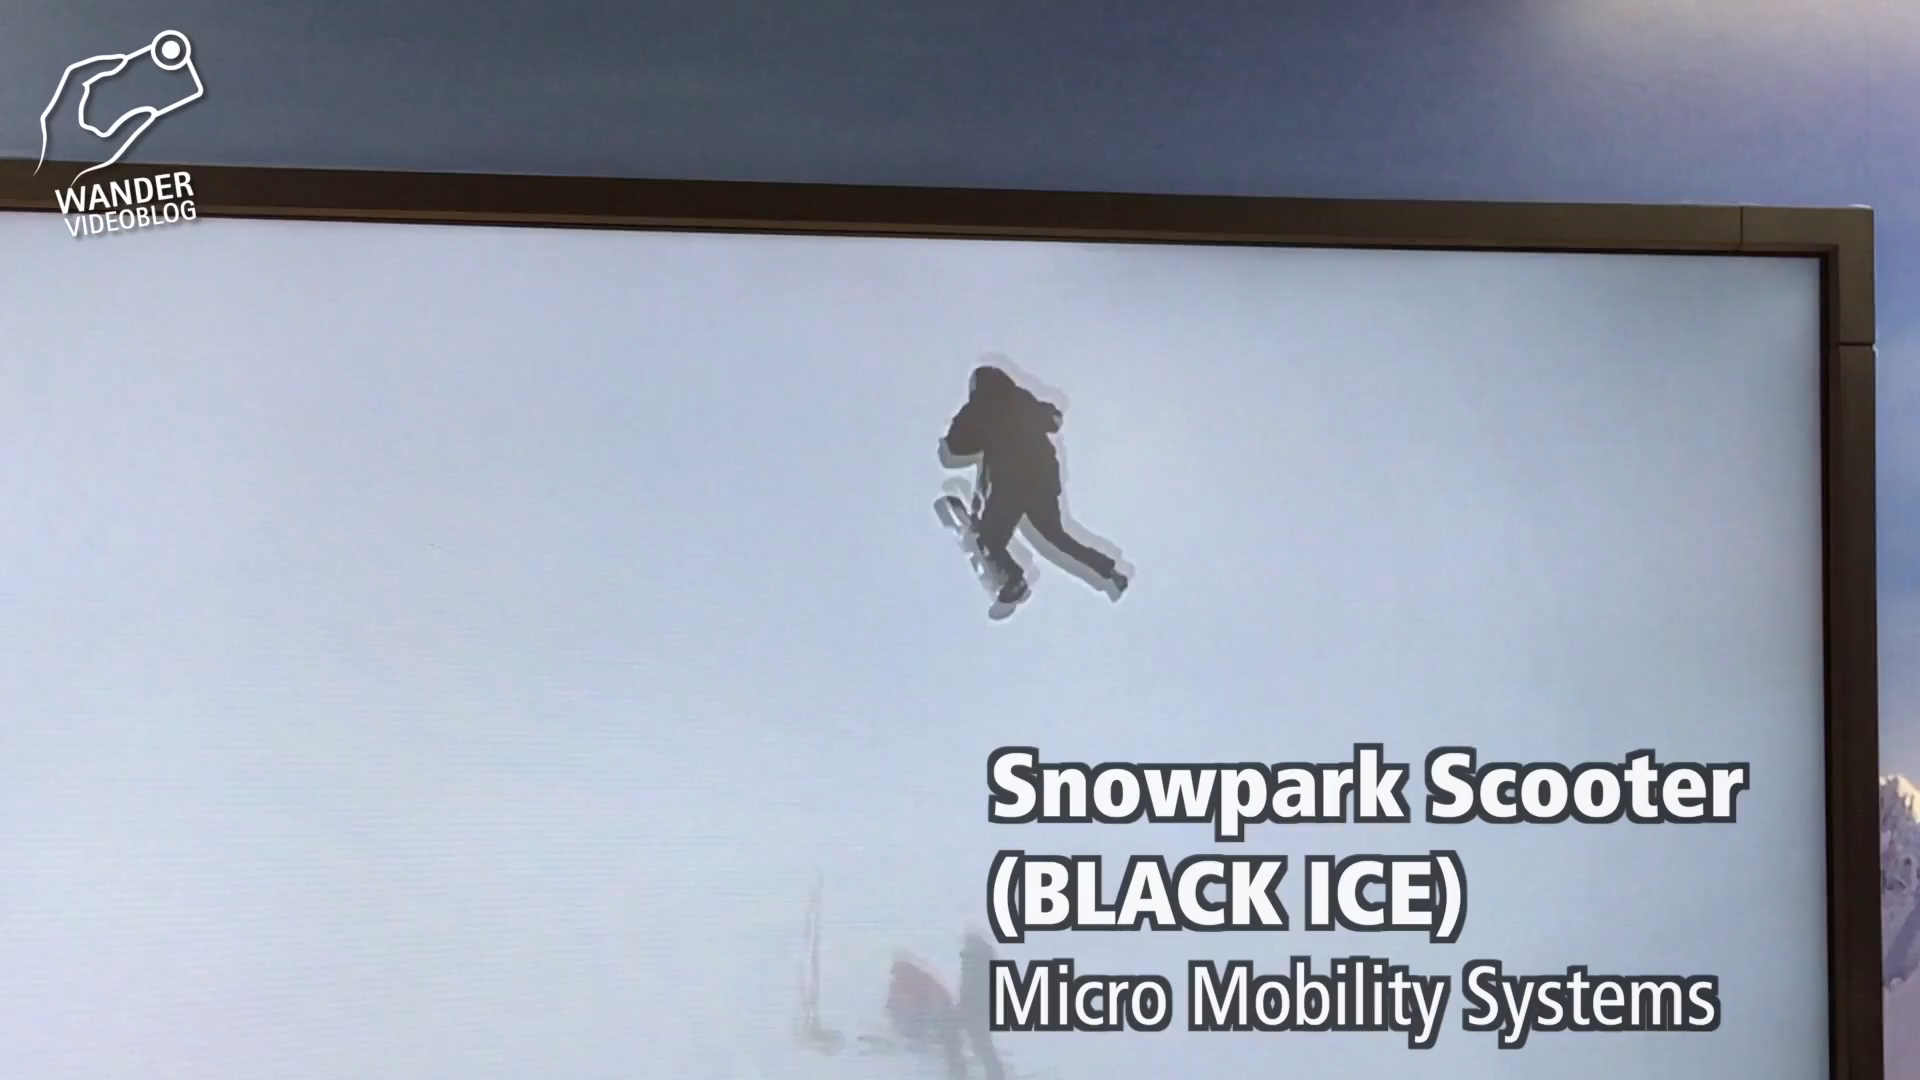 WANDER
VIDEOBLOG
Snowpark Scooter
(BLACK ICE)
Micro Mobility Systems